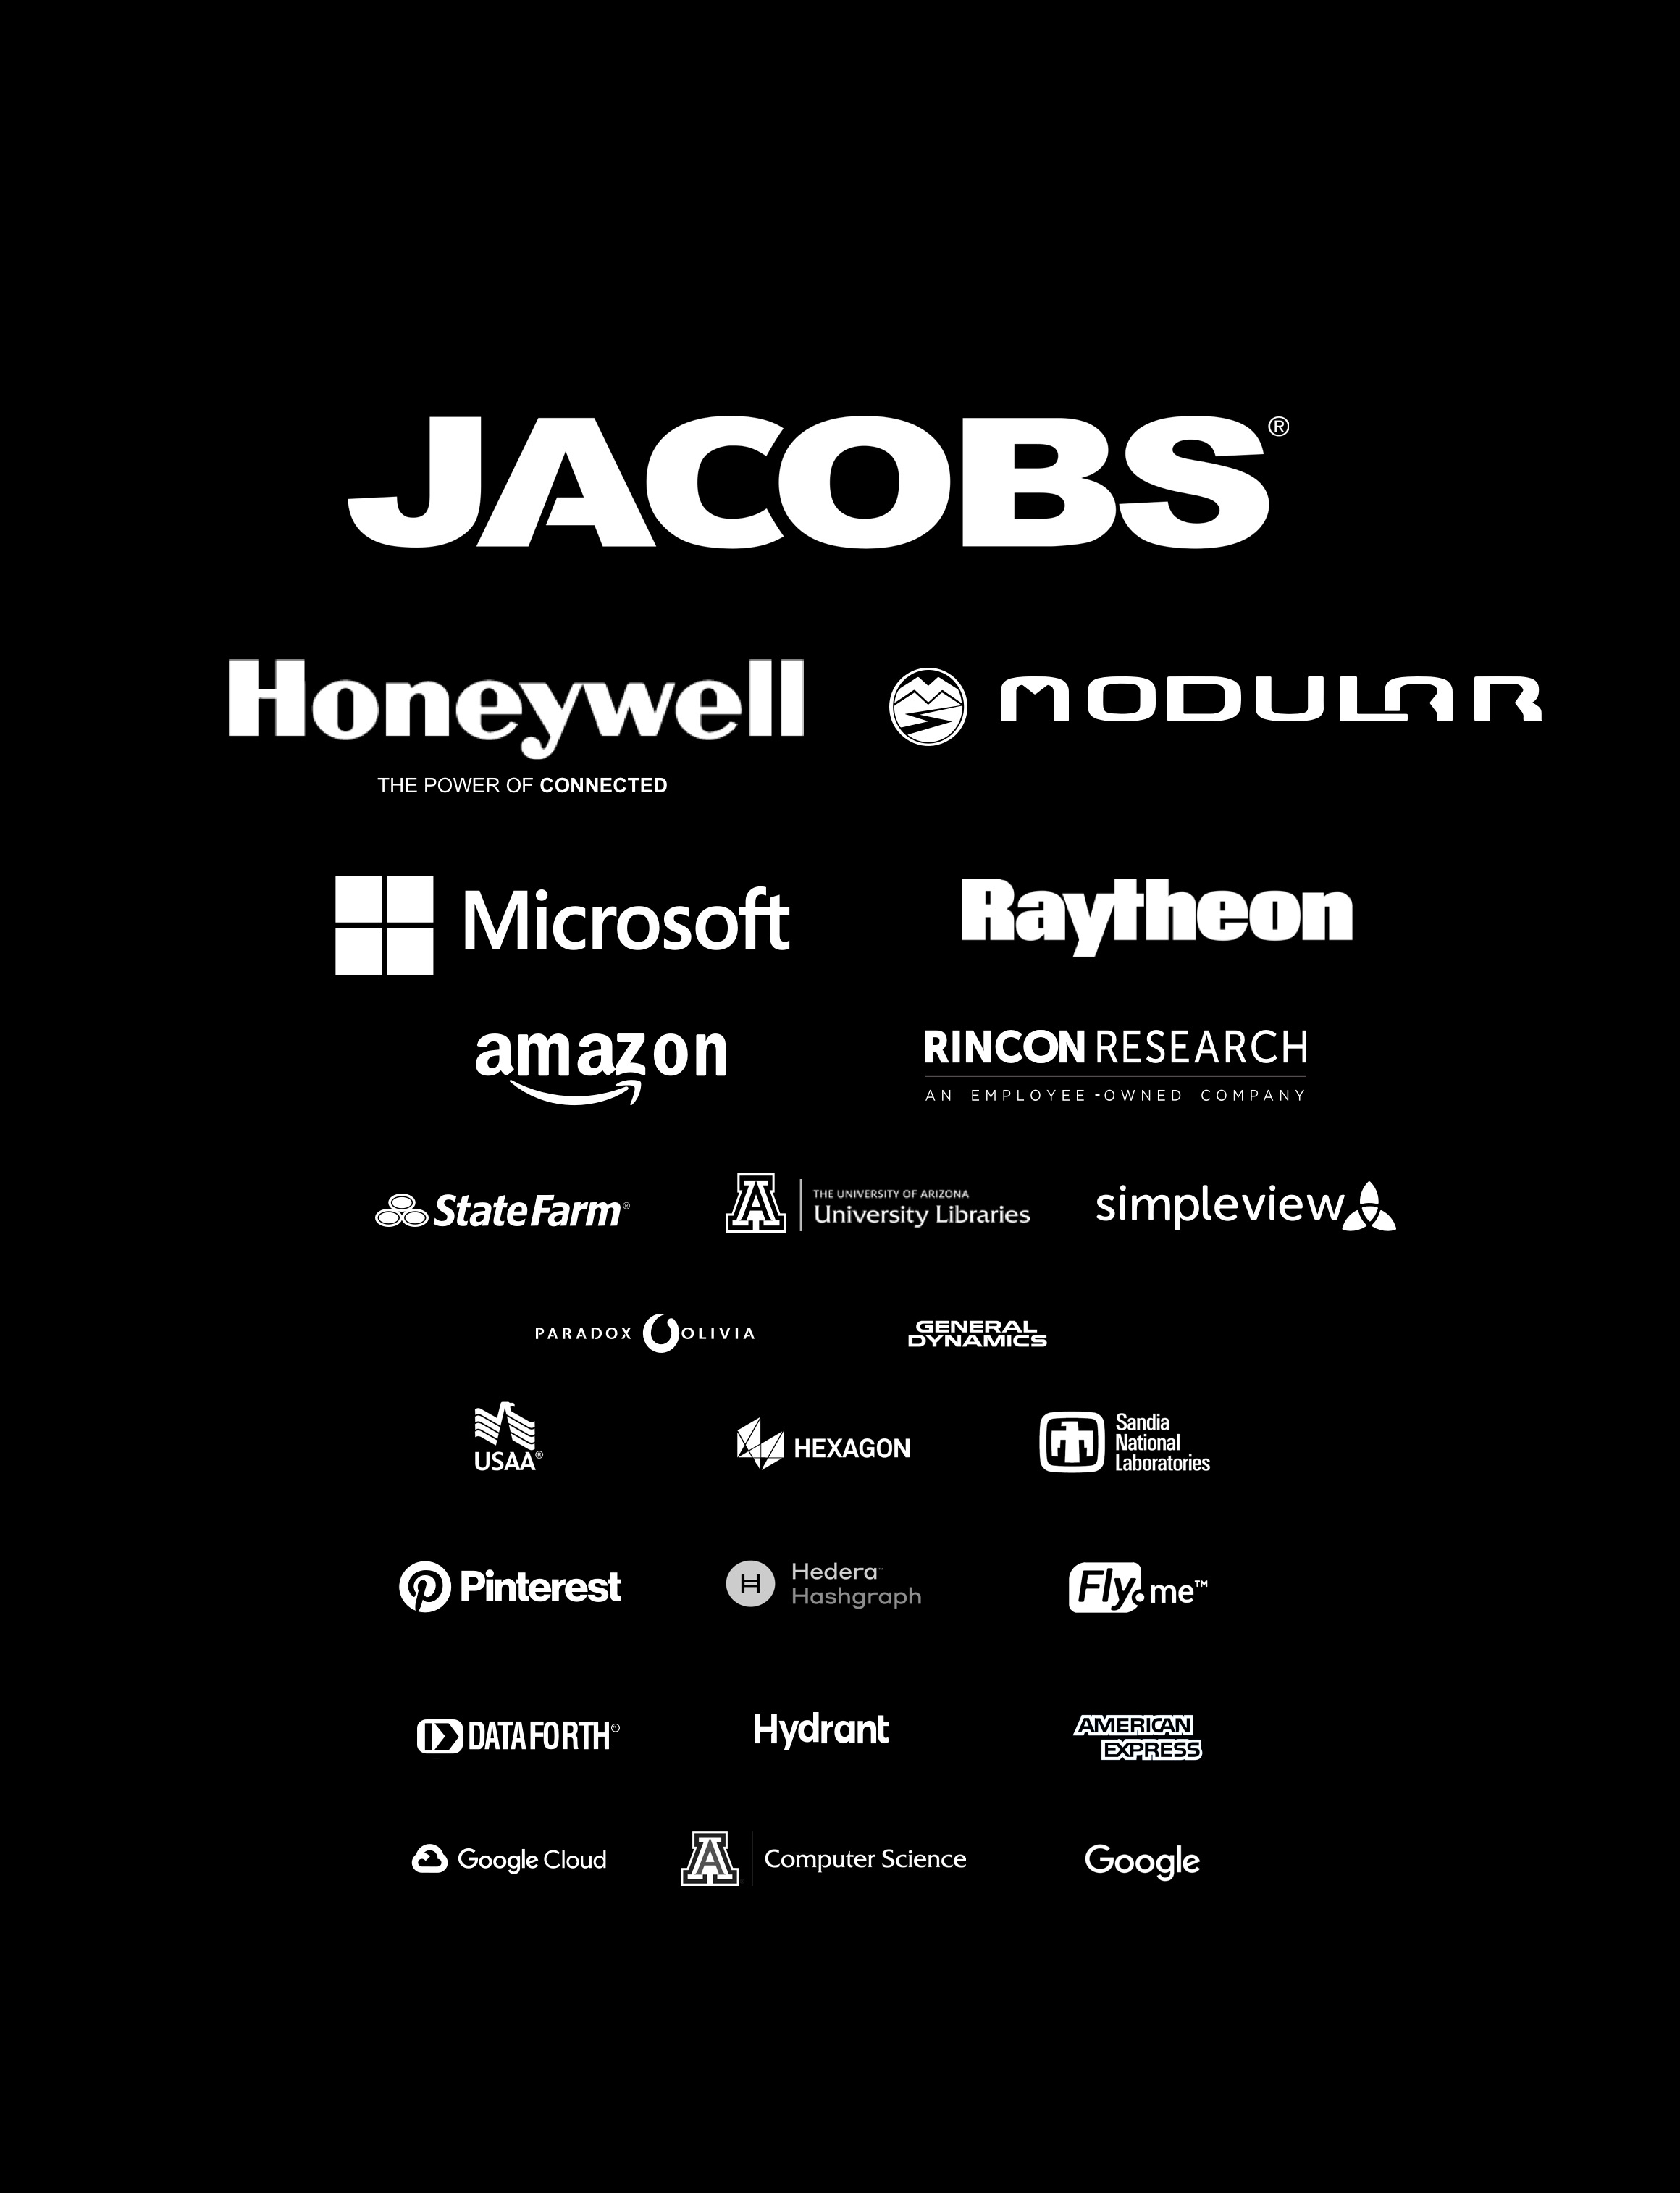 JACOBS®
Honeywell
THE POWER OF CONNECTED
MODULAR
Microsoft
Raytheon
amazon
RINCON RESEARCH
AN EMPLOYEE-OWNED COMPANY
StateFarm®
A
THE UNIVERSITY OF ARIZONA
University Libraries
simpleview
PARADOX OLIVIA
GENERAL
DYNAMICS
USAA®
HEXAGON
Sandia
National
Laboratories
Pinterest
H
Hedera™
Hashgraph
Fly.me™
DATAFORTH®
Hydrant
AMERICAN
EXPRESS
Google Cloud
A
Computer Science
Google